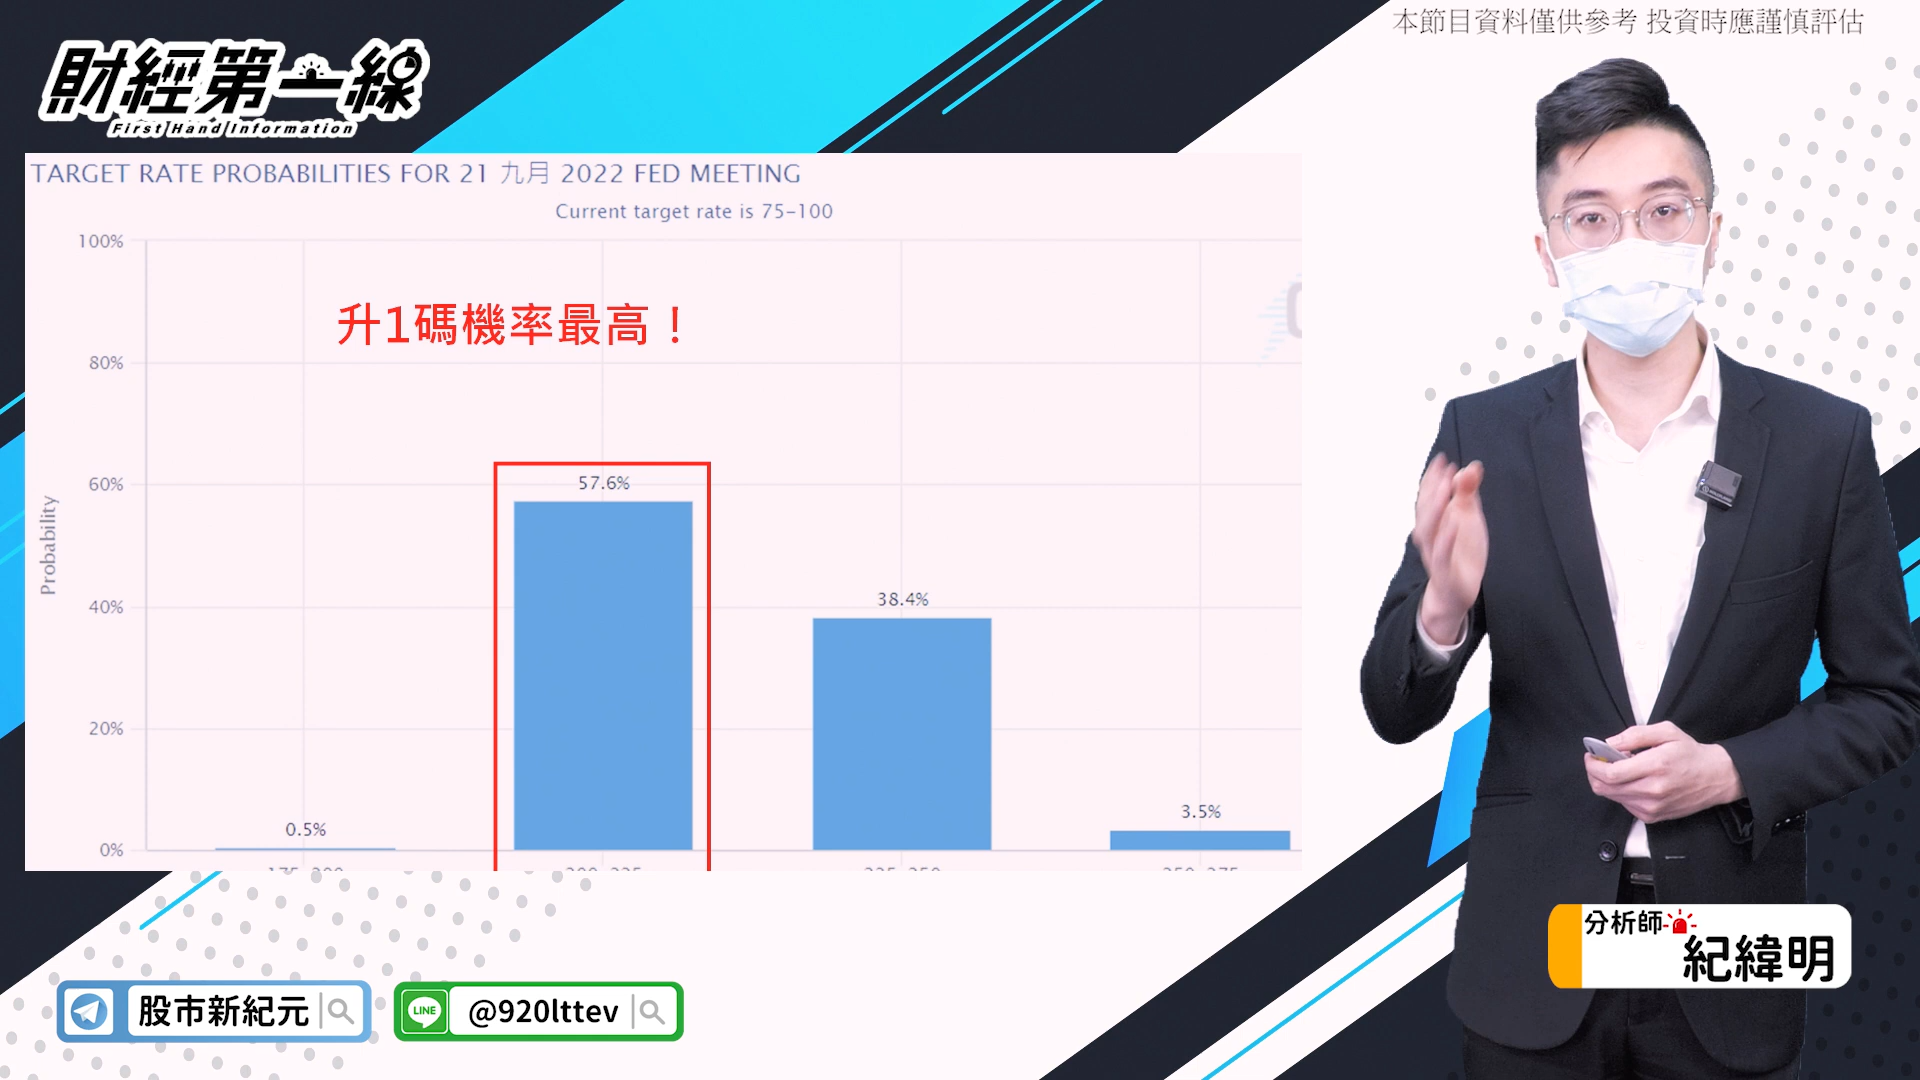 本節目資料僅供參考 投資時應謹慎評估
財經第一線
First Hand Information
TARGET RATE PROBABILITIES FOR 21 九月 2022 FED MEETING
Current target rate is 75-100
升1碼機率最高！
Probability
100%
80%
60%
40%
20%
0%
0.5%
57.6%
38.4%
3.5%
分析師
紀緯明
股市新紀元
LINE
@920lttev